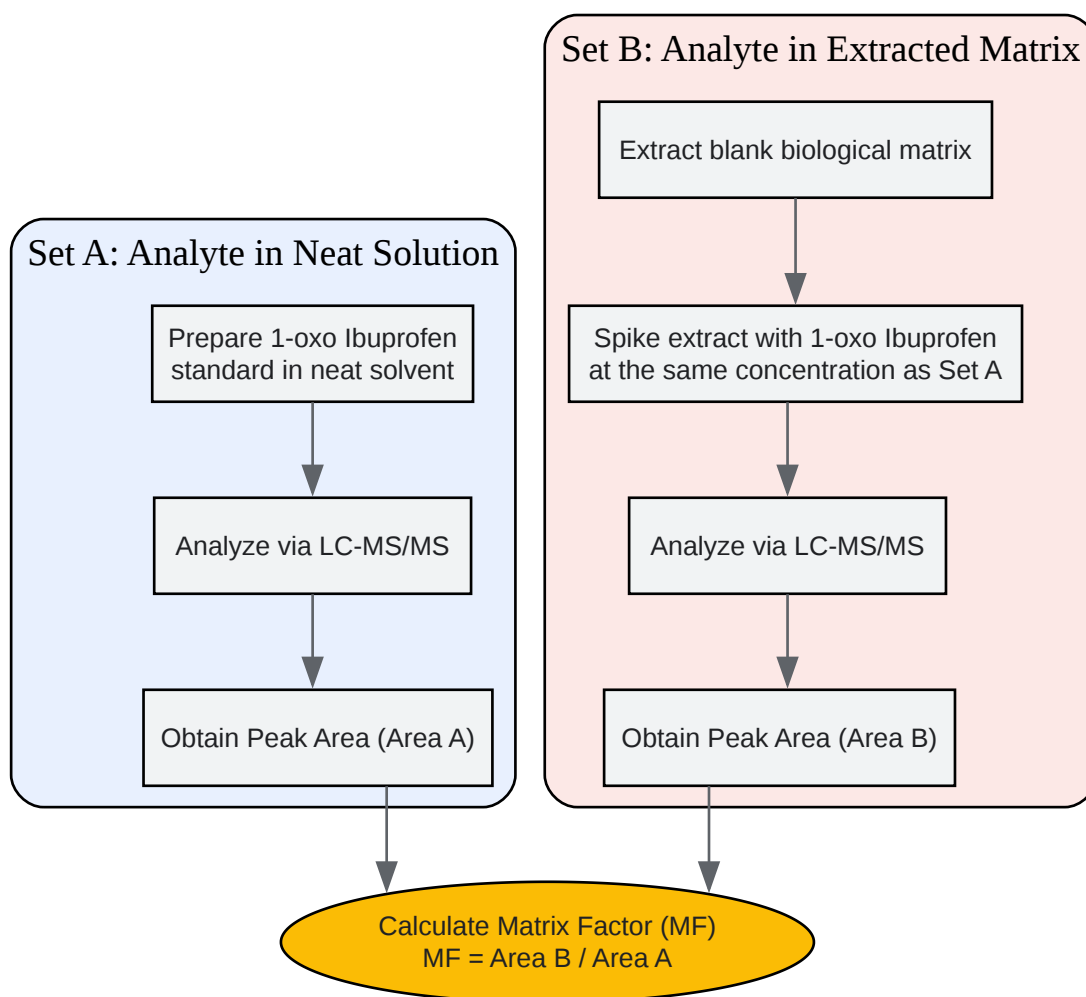 Set A: Analyte in Neat Solution
Prepare 1-oxo Ibuprofen
standard in neat solvent
Analyze via LC-MS/MS
Obtain Peak Area (Area A)
Set B: Analyte in Extracted Matrix
Extract blank biological matrix
Spike extract with 1-oxo Ibuprofen
at the same concentration as Set A
Analyze via LC-MS/MS
Obtain Peak Area (Area B)
Calculate Matrix Factor (MF)
MF = Area B / Area A